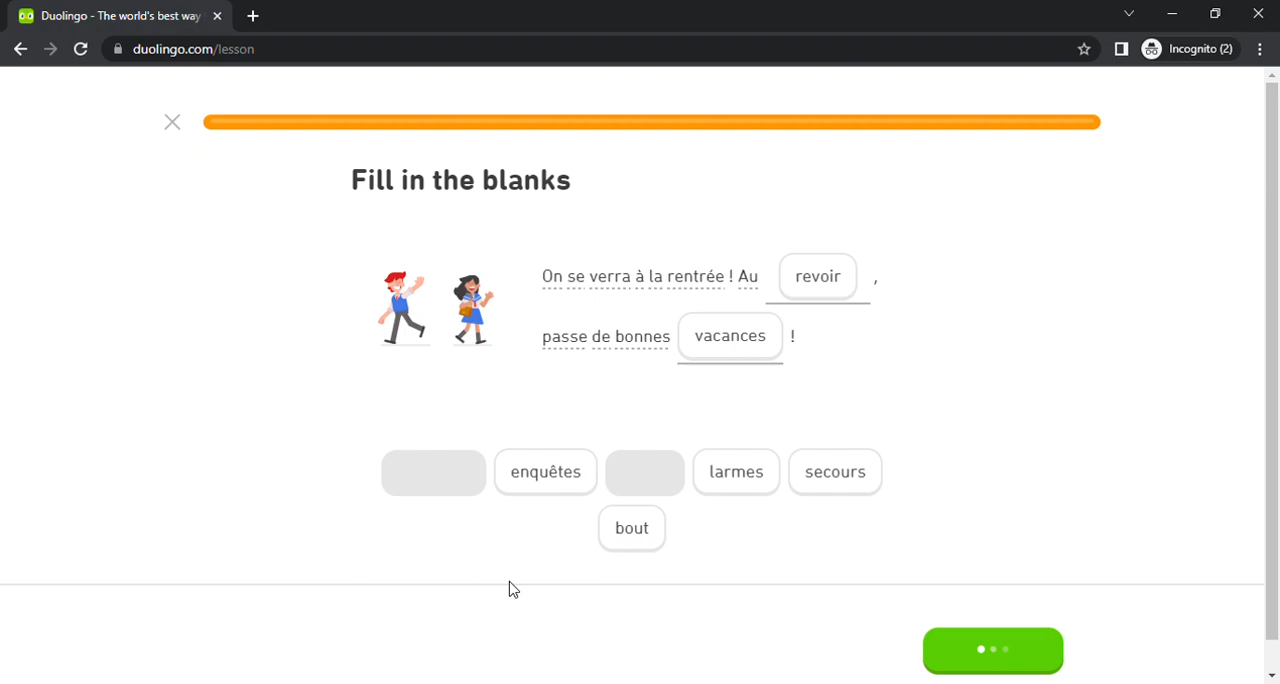 Duolingo - The world's best way
duolingo.com/lesson
Incognito (2)
Fill in the blanks
On se verra à la rentrée ! Au revoir ,
passe de bonnes vacances !
enquêtes larmes secours
bout